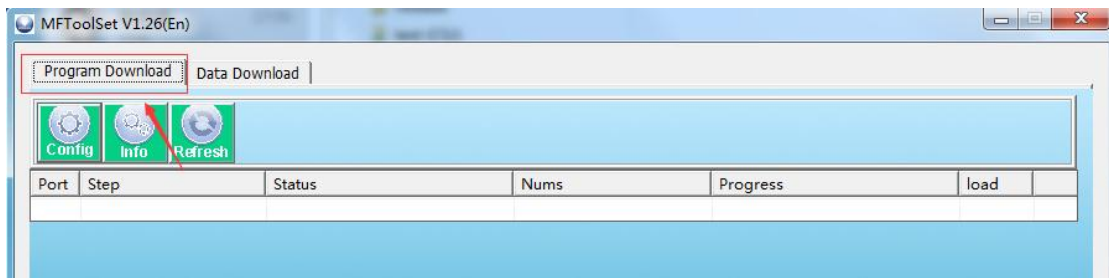 MFToolSet V1.26(En)
Program Download Data Download
Config Info Refresh
Port Step Status Nums Progress load